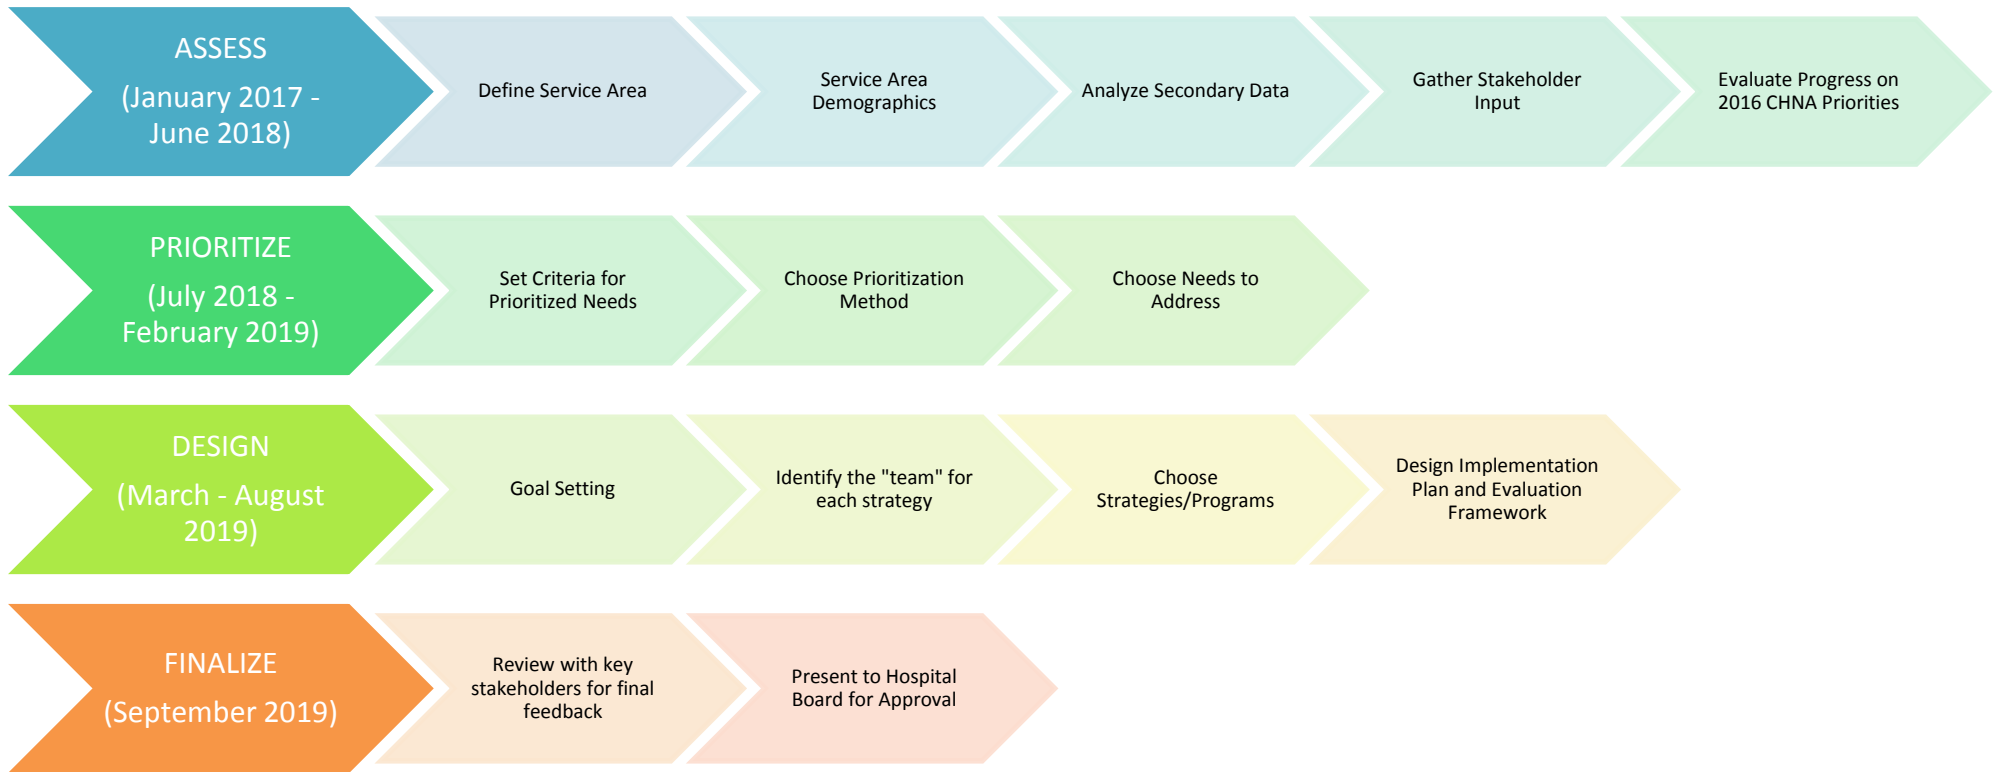 ASSESS
(January 2017 -
June 2018)
Define Service Area
Service Area
Demographics
Analyze Secondary Data
Gather Stakeholder
Input
Evaluate Progress on
2016 CHNA Priorities
PRIORITIZE
(July 2018 -
February 2019)
Set Criteria for
Prioritized Needs
Choose Prioritization
Method
Choose Needs to
Address
DESIGN
(March - August
2019)
Goal Setting
Identify the "team" for
each strategy
Choose
Strategies/Programs
Design Implementation
Plan and Evaluation
Framework
FINALIZE
(September 2019)
Review with key
stakeholders for final
feedback
Present to Hospital
Board for Approval